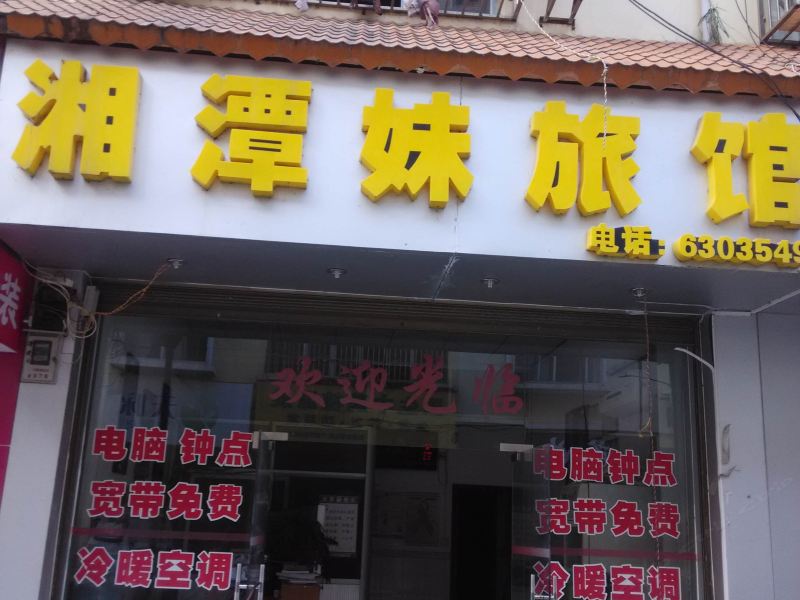 湘潭妹旅馆
电话：6303549
欢迎光临
电脑 钟点
宽带免费
冷暖空调
电脑钟点
宽带免费
冷暖空调